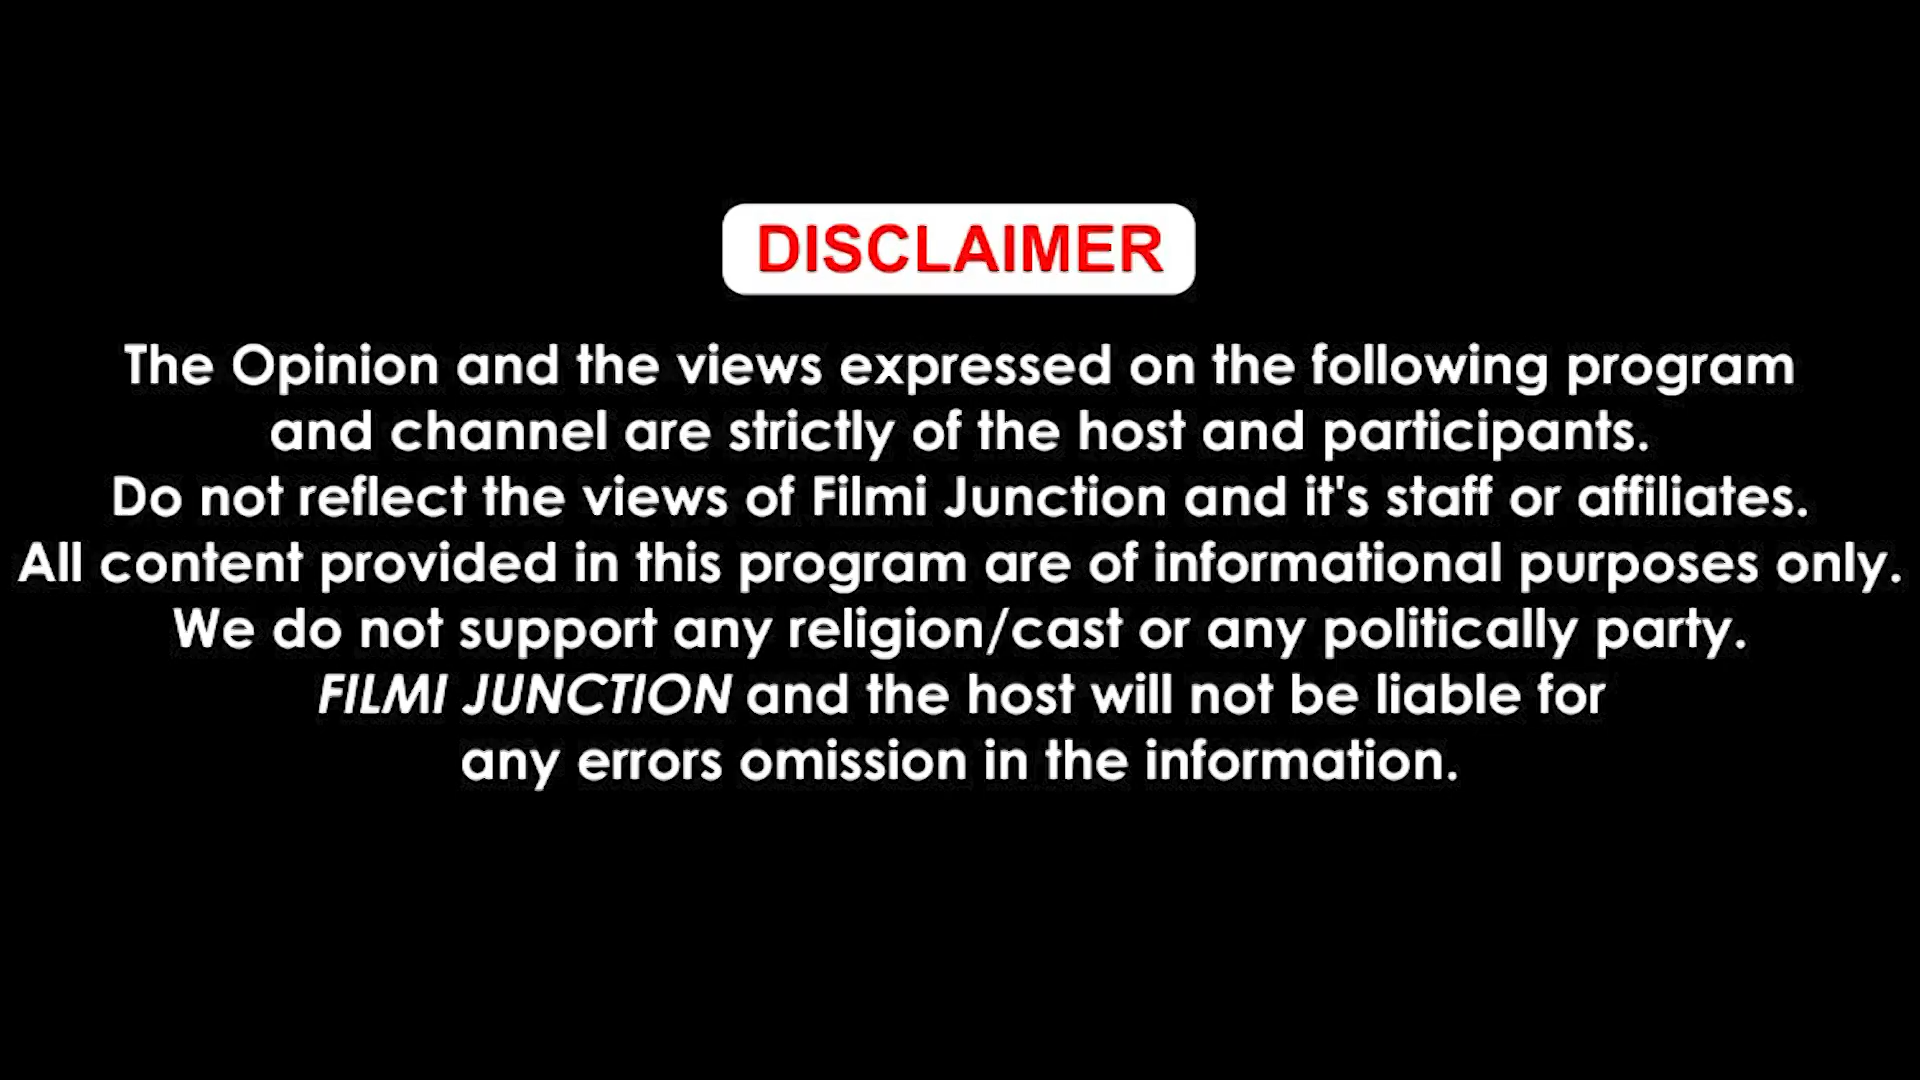 DISCLAIMER
The Opinion and the views expressed on the following program
and channel are strictly of the host and participants.
Do not reflect the views of Filmi Junction and it's staff or affiliates.
All content provided in this program are of informational purposes only.
We do not support any religion/cast or any politically party.
FILMI JUNCTION and the host will not be liable for
any errors omission in the information.